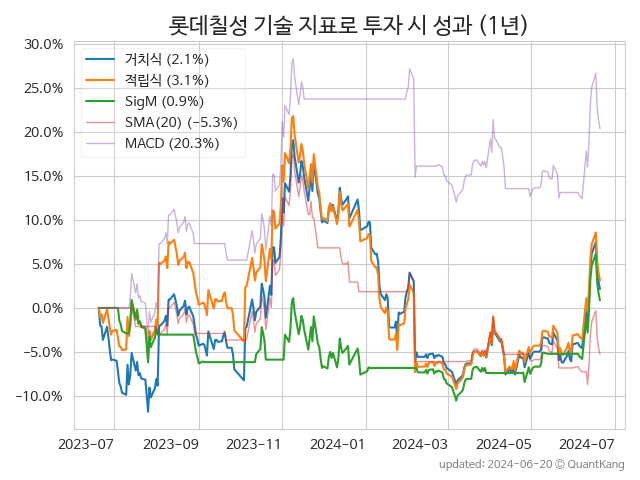 롯데칠성 기술 지표로 투자 시 성과 (1년)
30.0%
25.0%
20.0%
15.0%
10.0%
5.0%
0.0%
−5.0%
−10.0%
거치식 (2.1%)
적립식 (3.1%)
SigM (0.9%)
SMA(20) (−5.3%)
MACD (20.3%)
2023-07 2023-09 2023-11 2024-01 2024-03 2024-05 2024-07
updated: 2024-06-20 © QuantKang